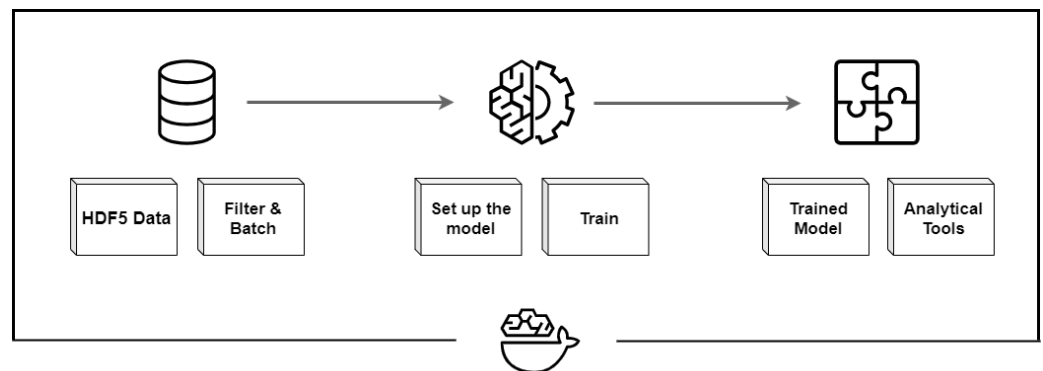 HDF5 Data
Filter &
Batch
Set up the
model
Train
Trained
Model
Analytical
Tools